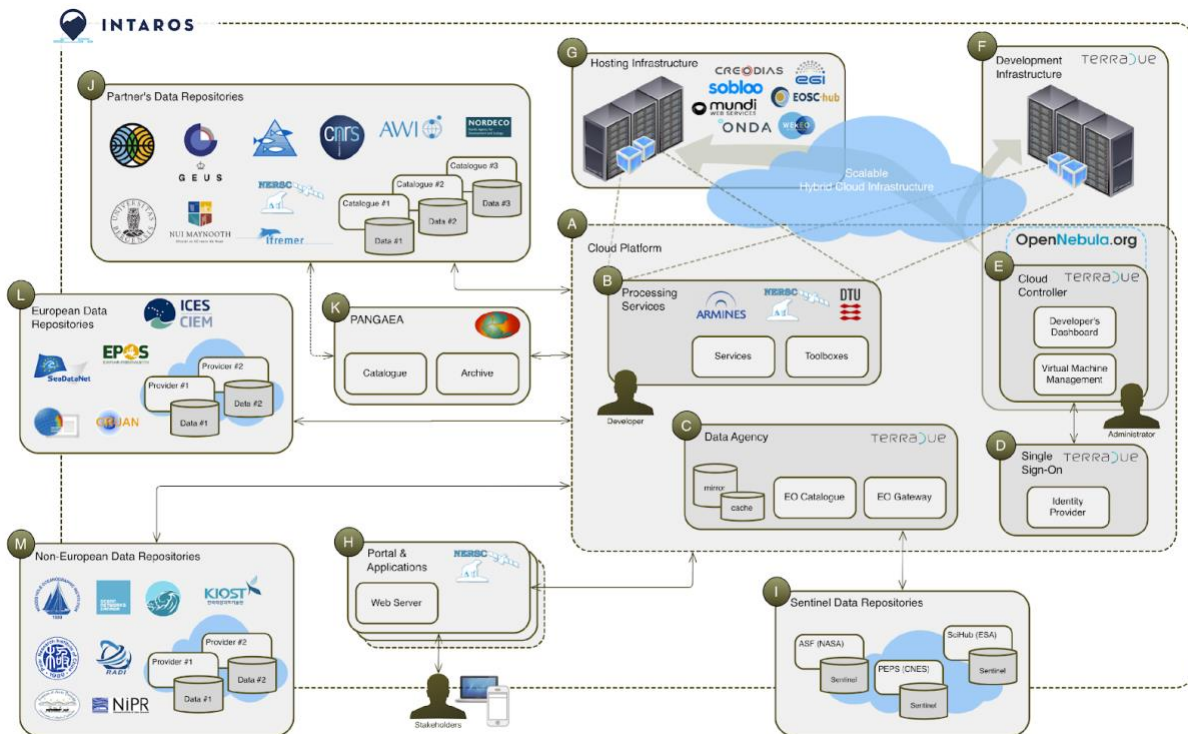 INTAROS
J
Partner's Data Repositories
GEUS
cnrs
AWI
NORDECO
NERSC
Catalogue #3
Catalogue #2
Catalogue #1
Data #3
Data #2
Data #1
NUI MAYNOOTH
Ifremer
G
Hosting Infrastructure
CREODIAS
EGI
sobloo
mundi
WEB SERVICES
EOSC-hub
ONDA
WEkEO
F
Development
Infrastructure
TERRADUE
Scalable
Hybrid Cloud Infrastructure
A
Cloud Platform
OpenNebula.org
B
Processing
Services
ARMINES
NERSC
DTU
Services
Toolboxes
Developer
E
Cloud
Controller
TERRADUE
Developer's
Dashboard
Virtual Machine
Management
Administrator
L
European Data
Repositories
ICES
CIEM
EPOS
SeaDataNet
GRUAN
Provider #2
Provider #1
Data #2
Data #1
K
PANGAEA
Catalogue
Archive
C
Data Agency
TERRADUE
mirror
cache
EO Catalogue
EO Gateway
D
Single
Sign-On
TERRADUE
Identity
Provider
M
Non-European Data Repositories
KIOST
RADI
NiPR
Provider #2
Provider #1
Data #2
Data #1
H
Portal &
Applications
NERSC
Web Server
Stakeholders
I
Sentinel Data Repositories
ASF (NASA)
SciHub (ESA)
PEPS (CNES)
Sentinel
Sentinel
Sentinel